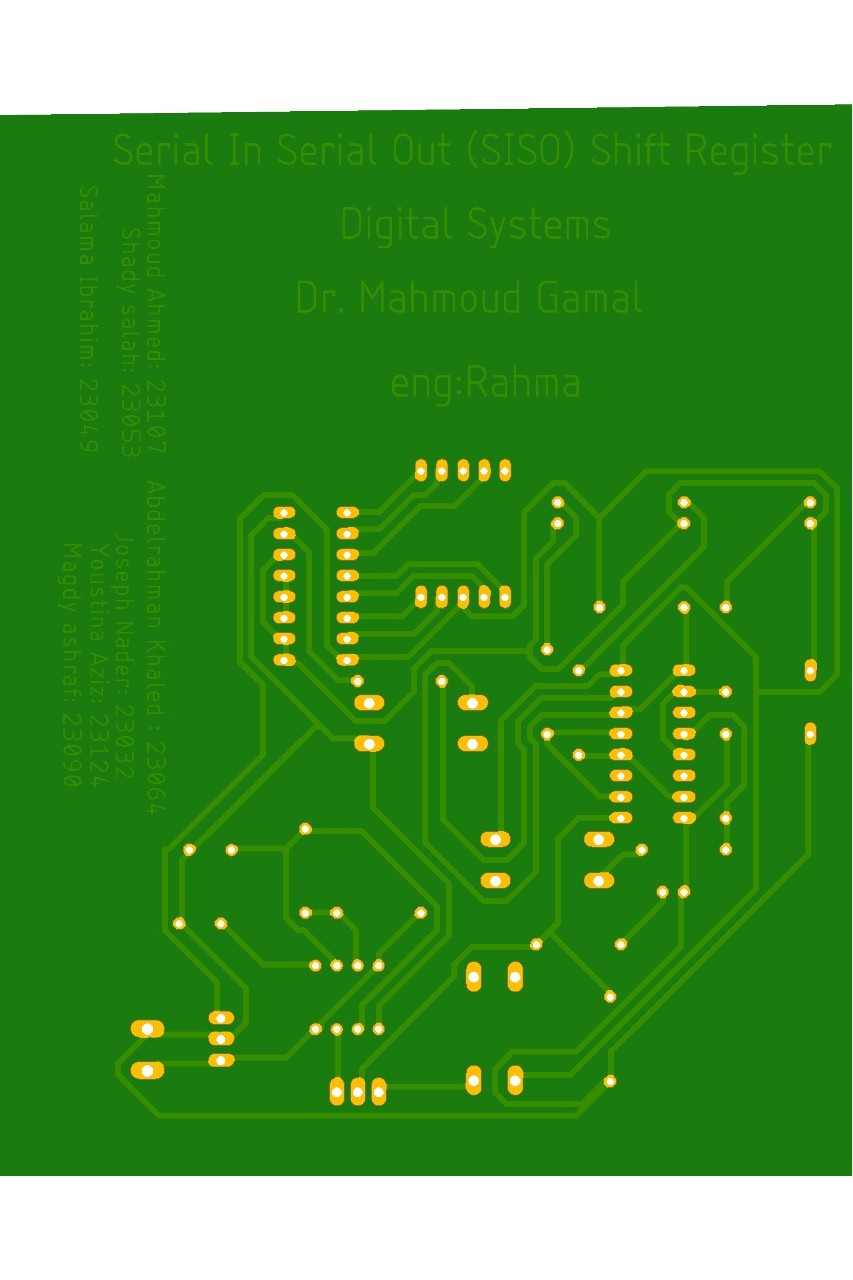 Serial In Serial Out (SISO) Shift Register
Digital Systems
Dr. Mahmoud Gamal
eng:Rahma
Mahmoud Ahmed: 23107
Shady salah: 23053
Salama Ibrahim: 23049
Abdelrahman Khaled : 23064
Joseph Nader: 23032
Youstina Aziz: 23124
Magdy ashraf: 23090